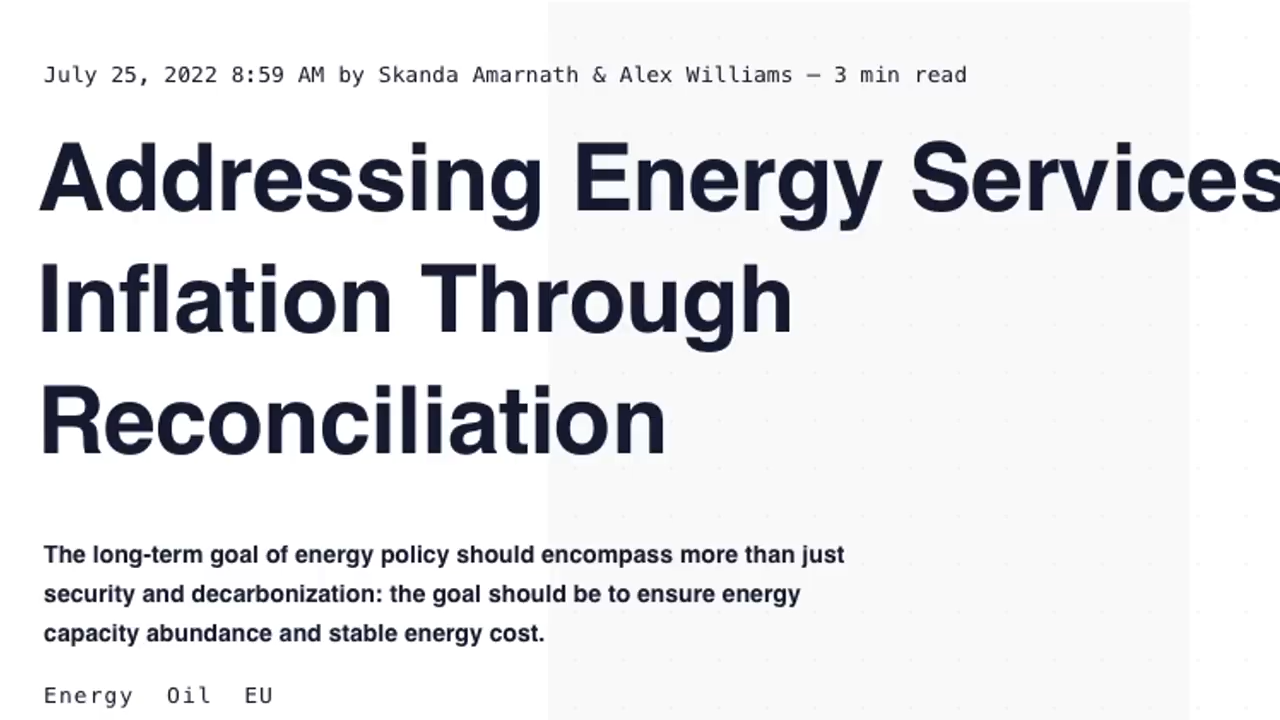 July 25, 2022 8:59 AM by Skanda Amarnath & Alex Williams — 3 min read
Addressing Energy Services
Inflation Through
Reconciliation
The long-term goal of energy policy should encompass more than just
security and decarbonization: the goal should be to ensure energy
capacity abundance and stable energy cost.
Energy Oil EU